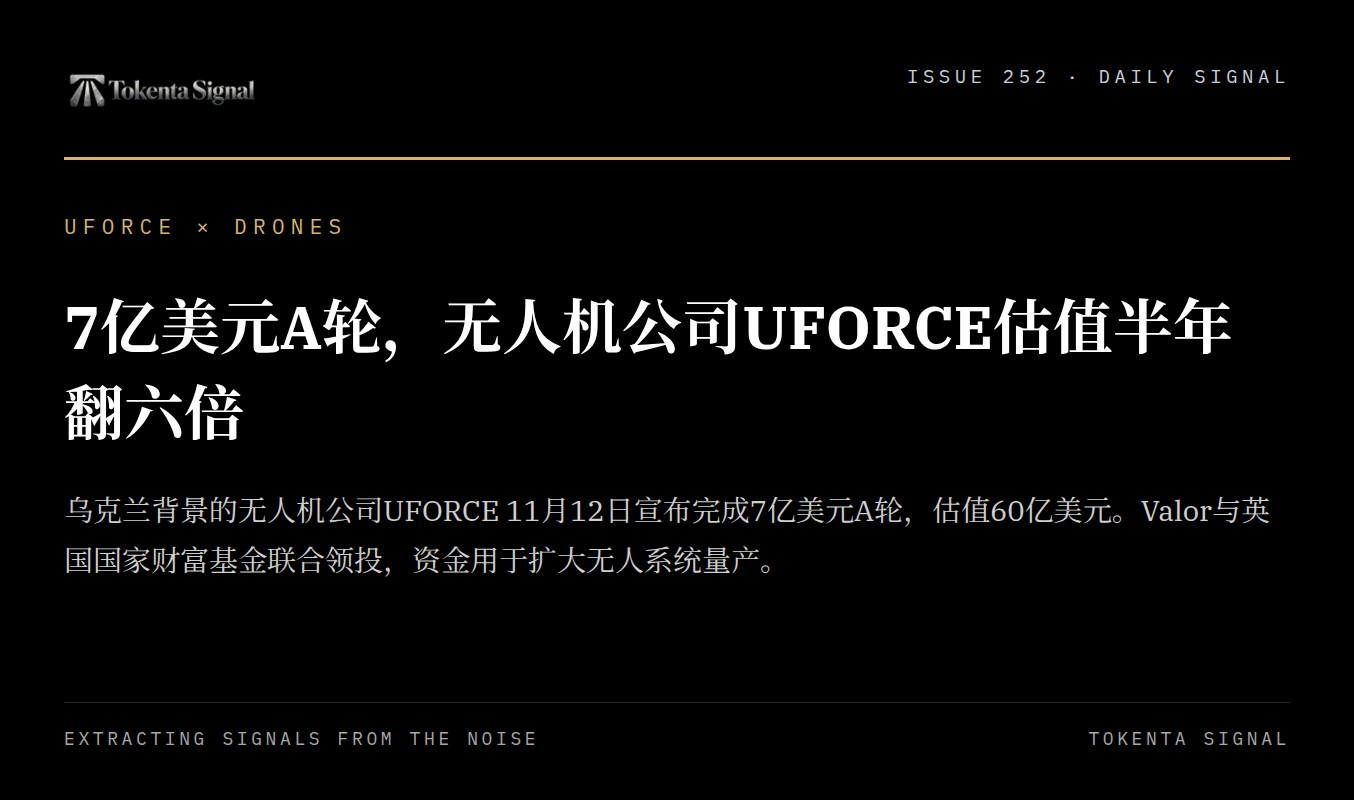 Tokenta Signal
ISSUE 252 · DAILY SIGNAL
UFORCE × DRONES
7亿美元A轮，无人机公司UFORCE估值半年
翻六倍
乌克兰背景的无人机公司UFORCE 11月12日宣布完成7亿美元A轮，估值60亿美元。Valor与英
国国家财富基金联合领投，资金用于扩大无人系统量产。
EXTRACTING SIGNALS FROM THE NOISE
TOKENTA SIGNAL